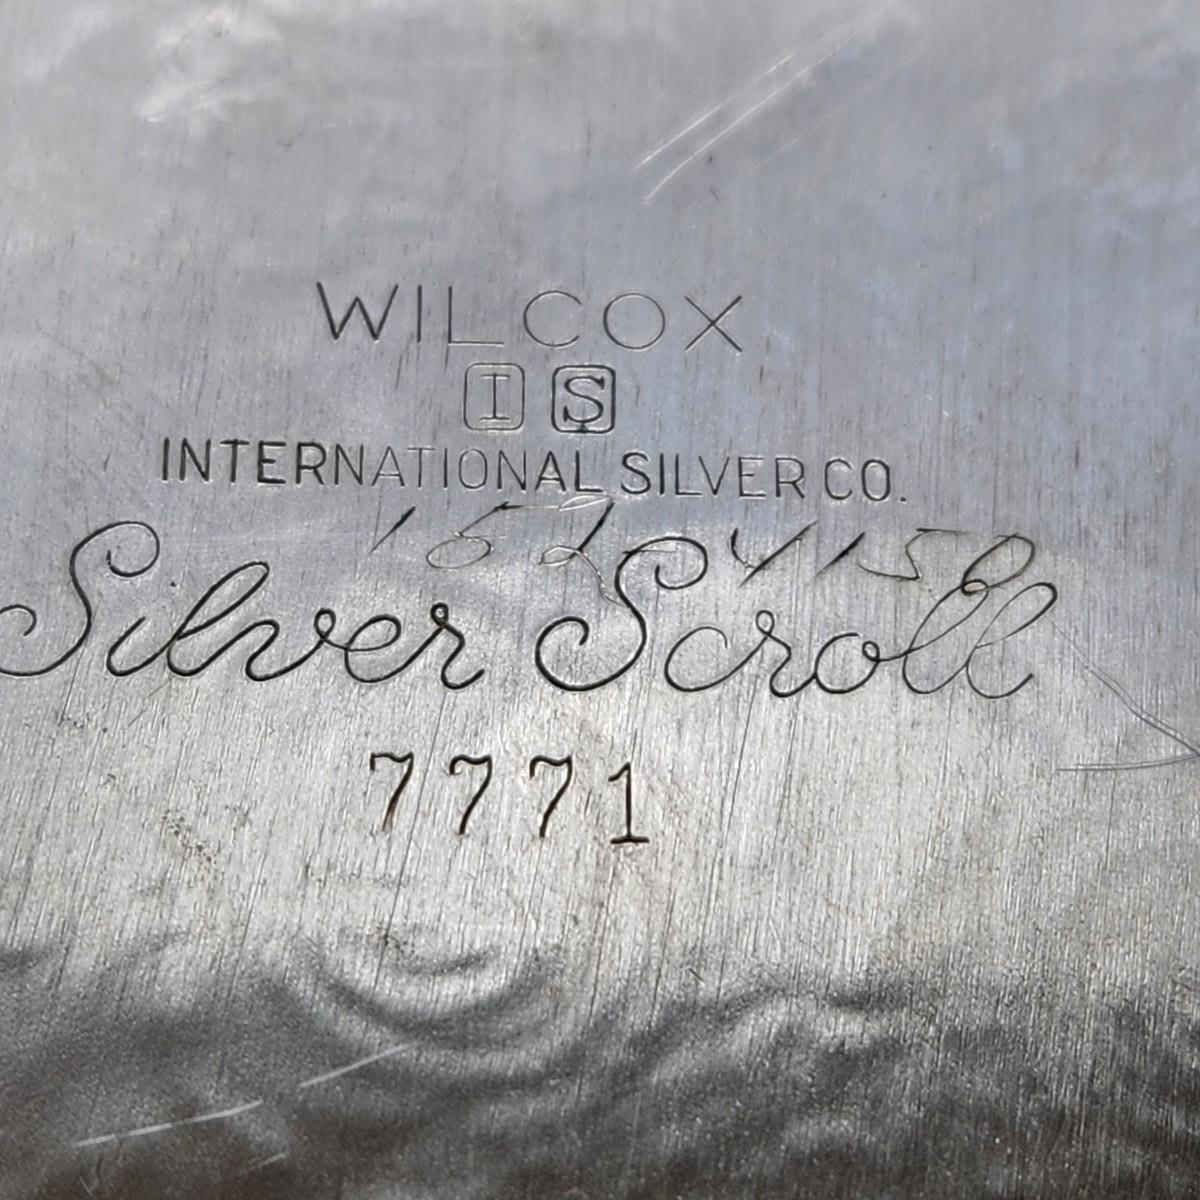 WILCOX
I S
INTERNATIONAL SILVER CO.
Silver Scroll
7771